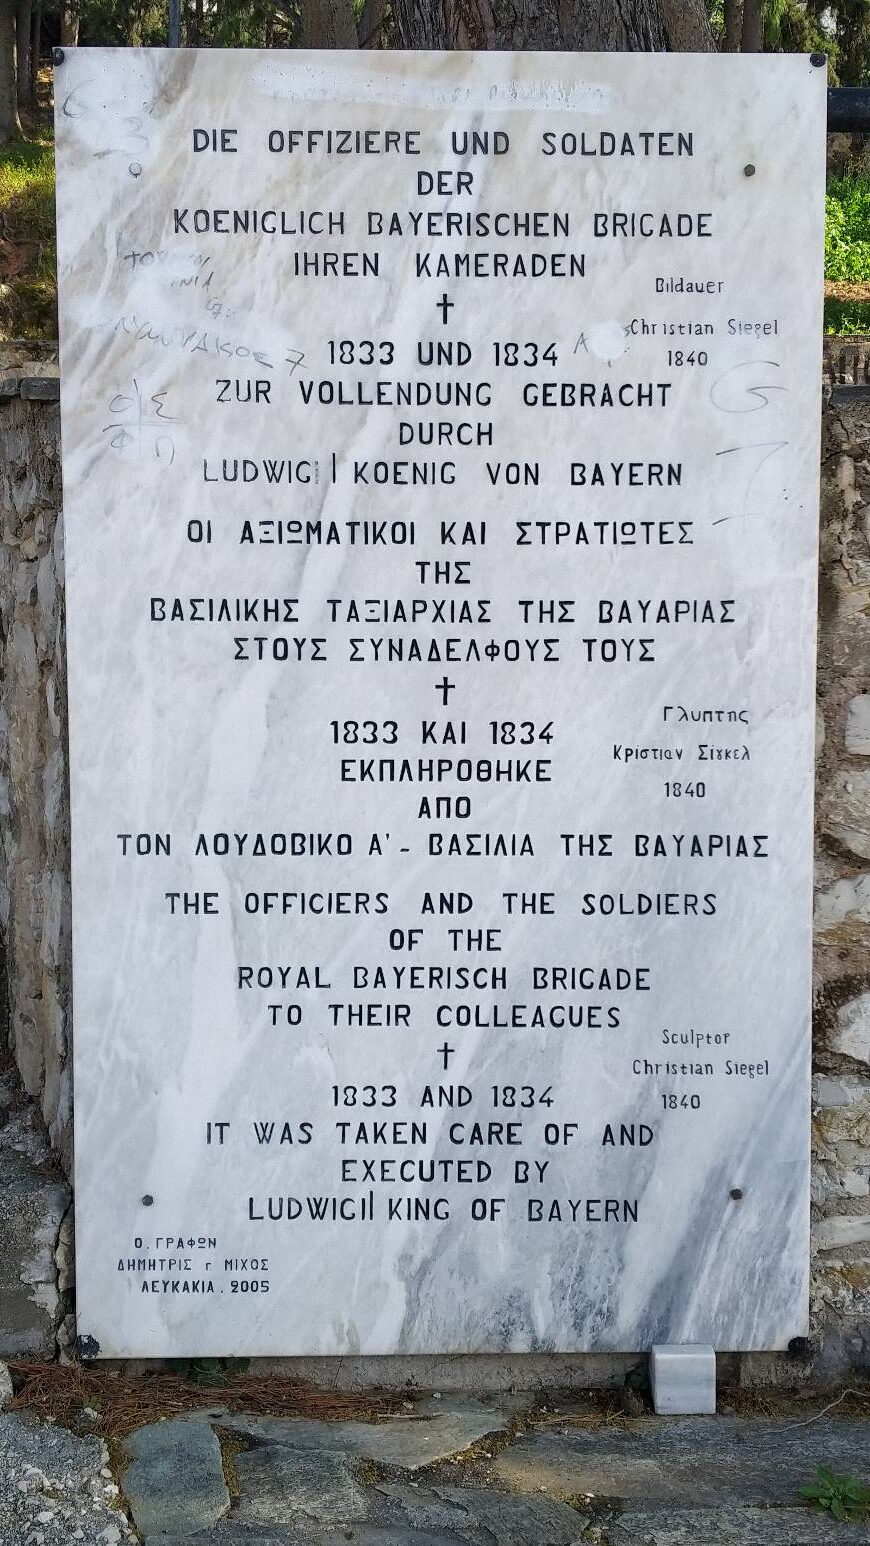 DIE OFFIZIERE UND SOLDATEN
DER
KOENIGLICH BAYERISCHEN BRIGADE
IHREN KAMERADEN
†
Bildauer
Christian Siegel
1840
1833 UND 1834
ZUR VOLLENDUNG GEBRACHT
DURCH
LUDWIG I KOENIG VON BAYERN
ΟΙ ΑΞΙΩΜΑΤΙΚΟΙ ΚΑΙ ΣΤΡΑΤΙΩΤΕΣ
ΤΗΣ
ΒΑΣΙΛΙΚΗΣ ΤΑΞΙΑΡΧΙΑΣ ΤΗΣ ΒΑΥΑΡΙΑΣ
ΣΤΟΥΣ ΣΥΝΑΔΕΛΦΟΥΣ ΤΟΥΣ
†
Γλυπτης
Κριστιαν Σιγκελ
1840
1833 ΚΑΙ 1834
ΕΚΠΛΗΡΟΘΗΚΕ
ΑΠΟ
ΤΟΝ ΛΟΥΔΟΒΙΚΟ Α' - ΒΑΣΙΛΙΑ ΤΗΣ ΒΑΥΑΡΙΑΣ
THE OFFICIERS AND THE SOLDIERS
OF THE
ROYAL BAYERISCH BRIGADE
TO THEIR COLLEAGUES
†
Sculptor
Christian Siegel
1840
1833 AND 1834
IT WAS TAKEN CARE OF AND
EXECUTED BY
LUDWIG II KING OF BAYERN
Ο. ΓΡΑΦΩΝ
ΔΗΜΗΤΡΙΣ Γ ΜΙΧΟΣ
ΛΕΥΚΑΚΙΑ. 2005